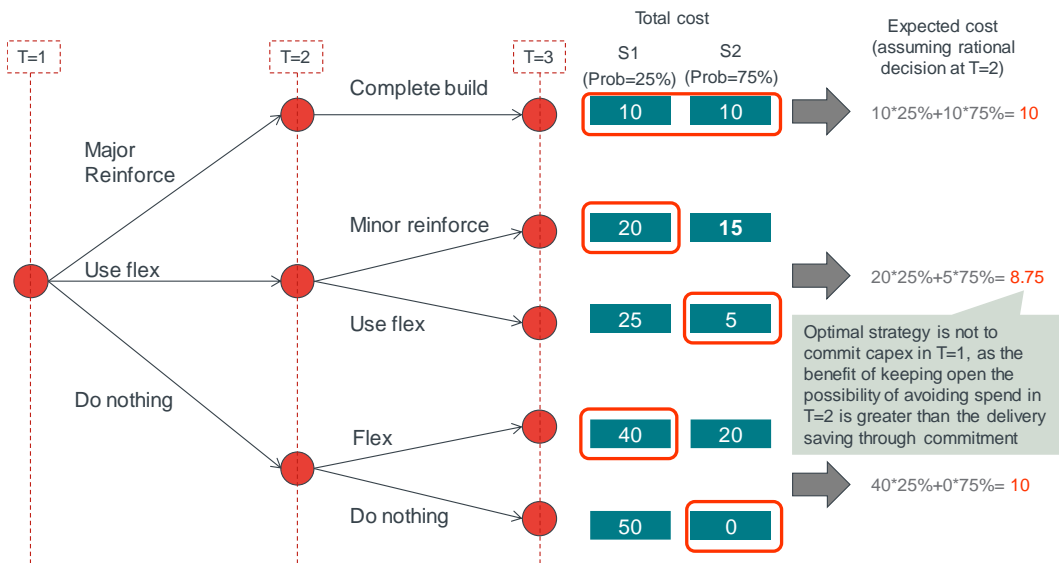 Total cost
Expected cost
(assuming rational
decision at T=2)
T=1
T=2
T=3
S1
(Prob=25%)
S2
(Prob=75%)
Complete build
10
10
10*25%+10*75%= 10
Major
Reinforce
Minor reinforce
20
15
Use flex
20*25%+5*75%= 8.75
Use flex
25
5
Optimal strategy is not to
commit capex in T=1, as the
benefit of keeping open the
possibility of avoiding spend in
T=2 is greater than the delivery
saving through commitment
Do nothing
Flex
40
20
40*25%+0*75%= 10
Do nothing
50
0